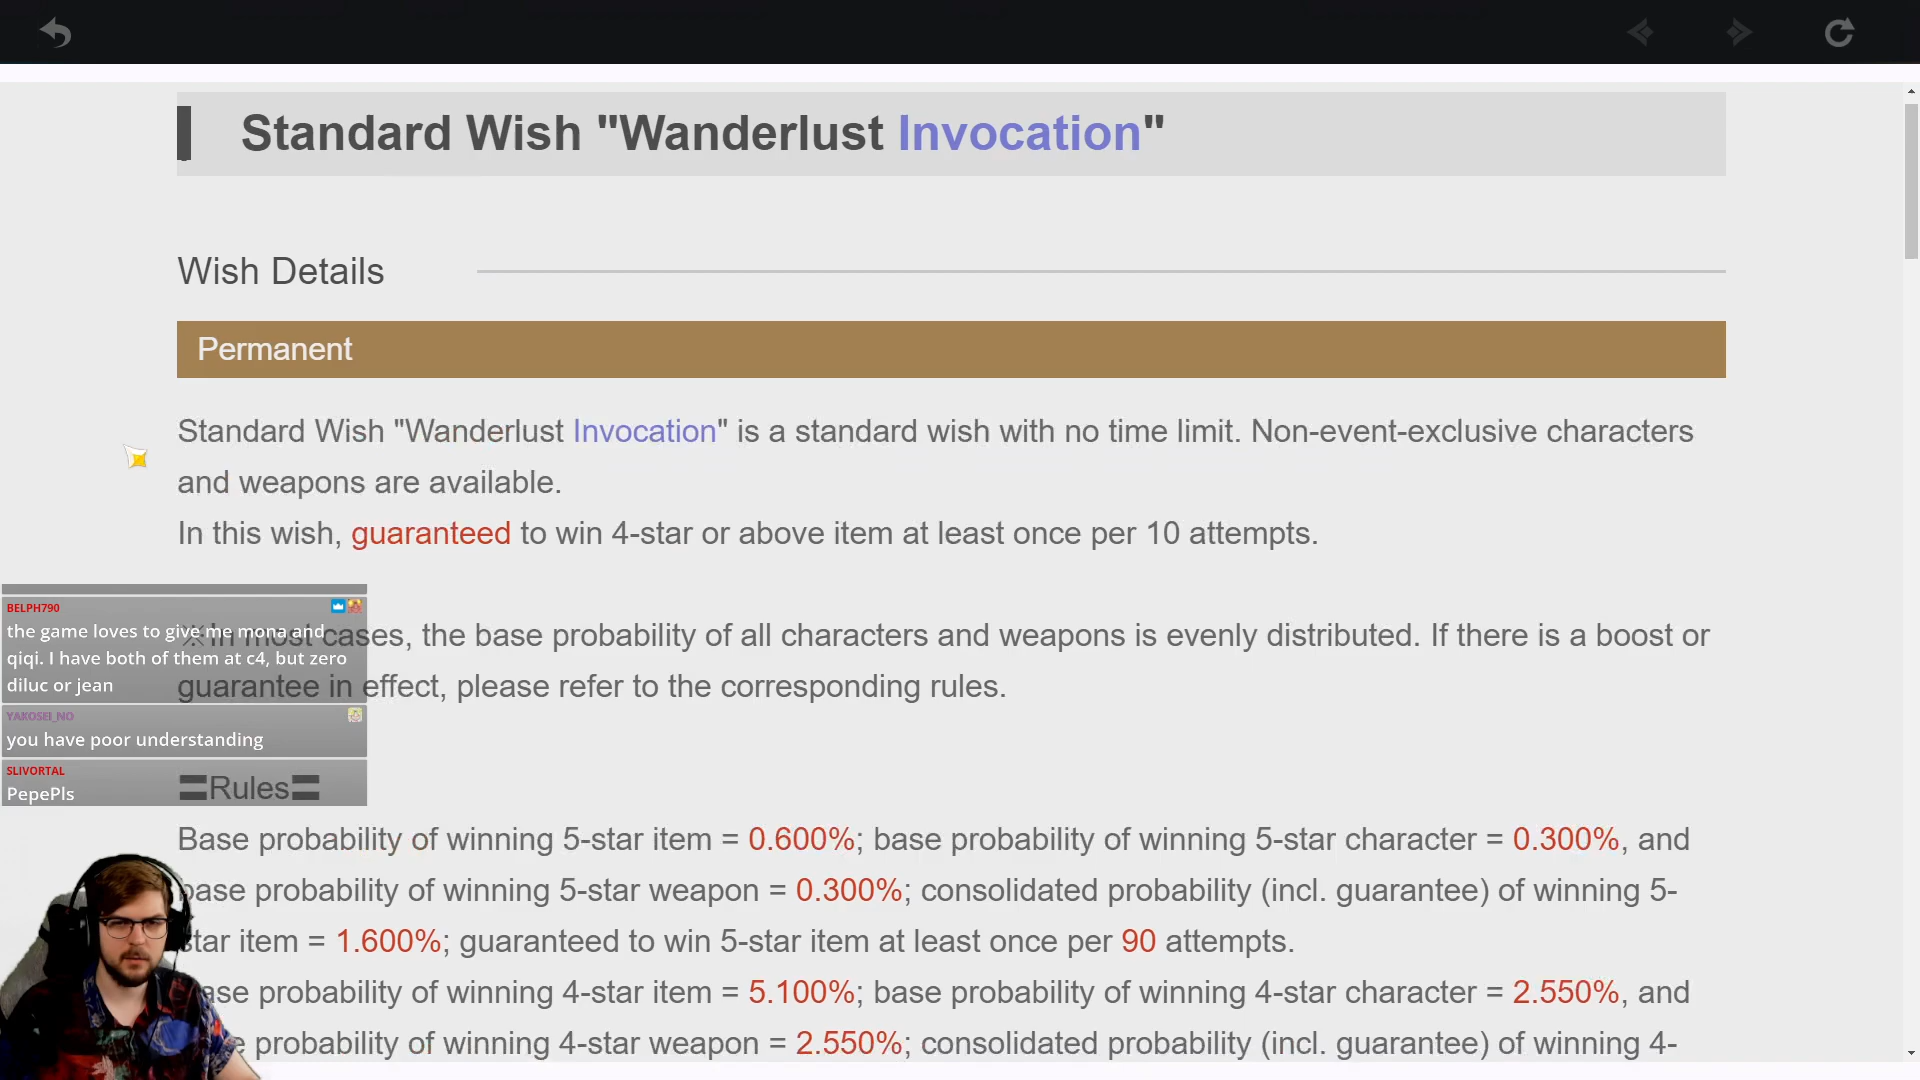 Standard Wish "Wanderlust Invocation"
Wish Details
Permanent
Standard Wish "Wanderlust Invocation" is a standard wish with no time limit. Non-event-exclusive characters
and weapons are available.
In this wish, guaranteed to win 4-star or above item at least once per 10 attempts.
※In most cases, the base probability of all characters and weapons is evenly distributed. If there is a boost or
guarantee in effect, please refer to the corresponding rules.
BELPH790
the game loves to give me mona and
qiqi. I have both of them at c4, but zero
diluc or jean
YAKOSEI_NO
you have poor understanding
SLIVORTAL
PepePls
〓Rules〓
Base probability of winning 5-star item = 0.600%; base probability of winning 5-star character = 0.300%, and
base probability of winning 5-star weapon = 0.300%; consolidated probability (incl. guarantee) of winning 5-
star item = 1.600%; guaranteed to win 5-star item at least once per 90 attempts.
Base probability of winning 4-star item = 5.100%; base probability of winning 4-star character = 2.550%, and
probability of winning 4-star weapon = 2.550%; consolidated probability (incl. guarantee) of winning 4-